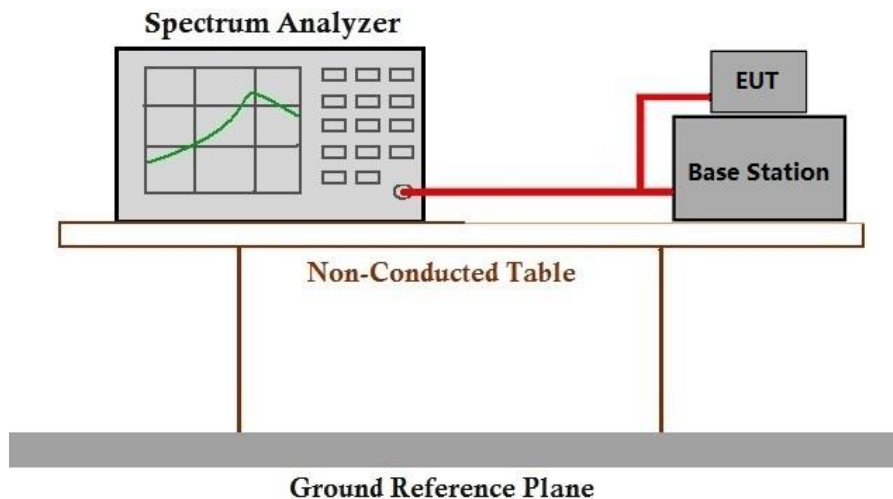 Spectrum Analyzer
EUT
Base Station
Non-Conducted Table
Ground Reference Plane